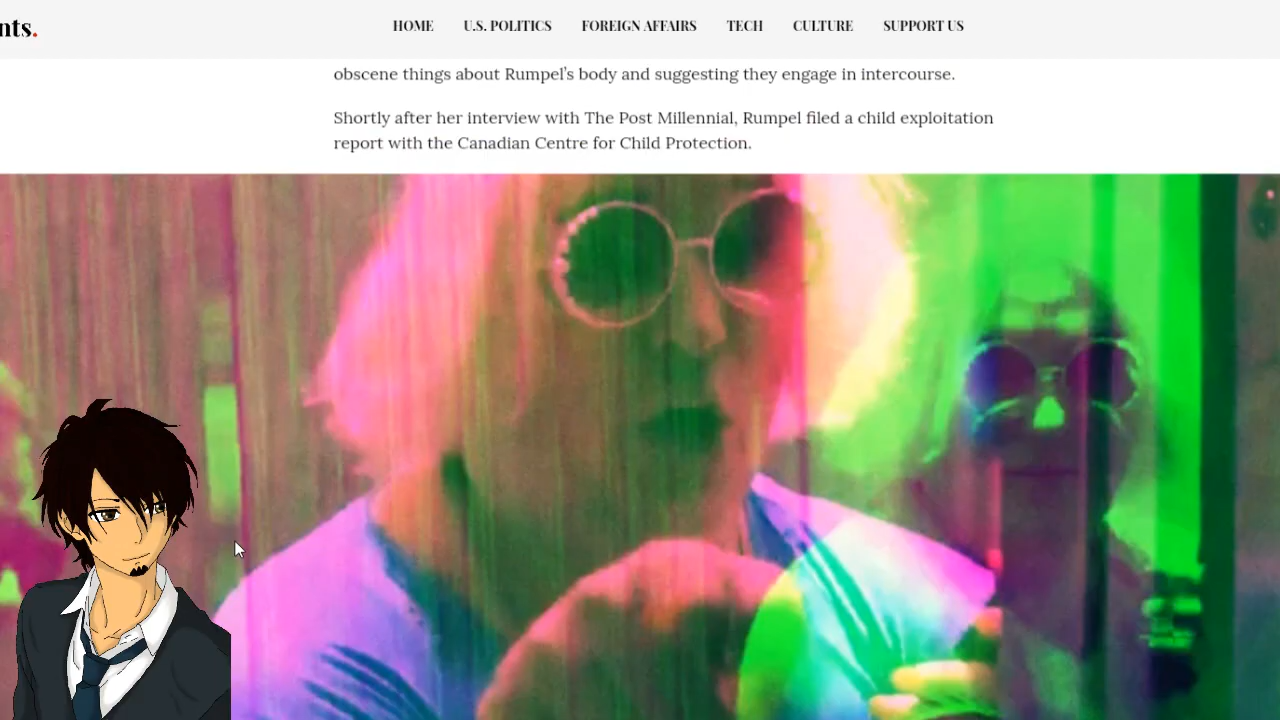 nts.
HOME U.S. POLITICS FOREIGN AFFAIRS TECH CULTURE SUPPORT US
obscene things about Rumpel's body and suggesting they engage in intercourse.
Shortly after her interview with The Post Millennial, Rumpel filed a child exploitation
report with the Canadian Centre for Child Protection.